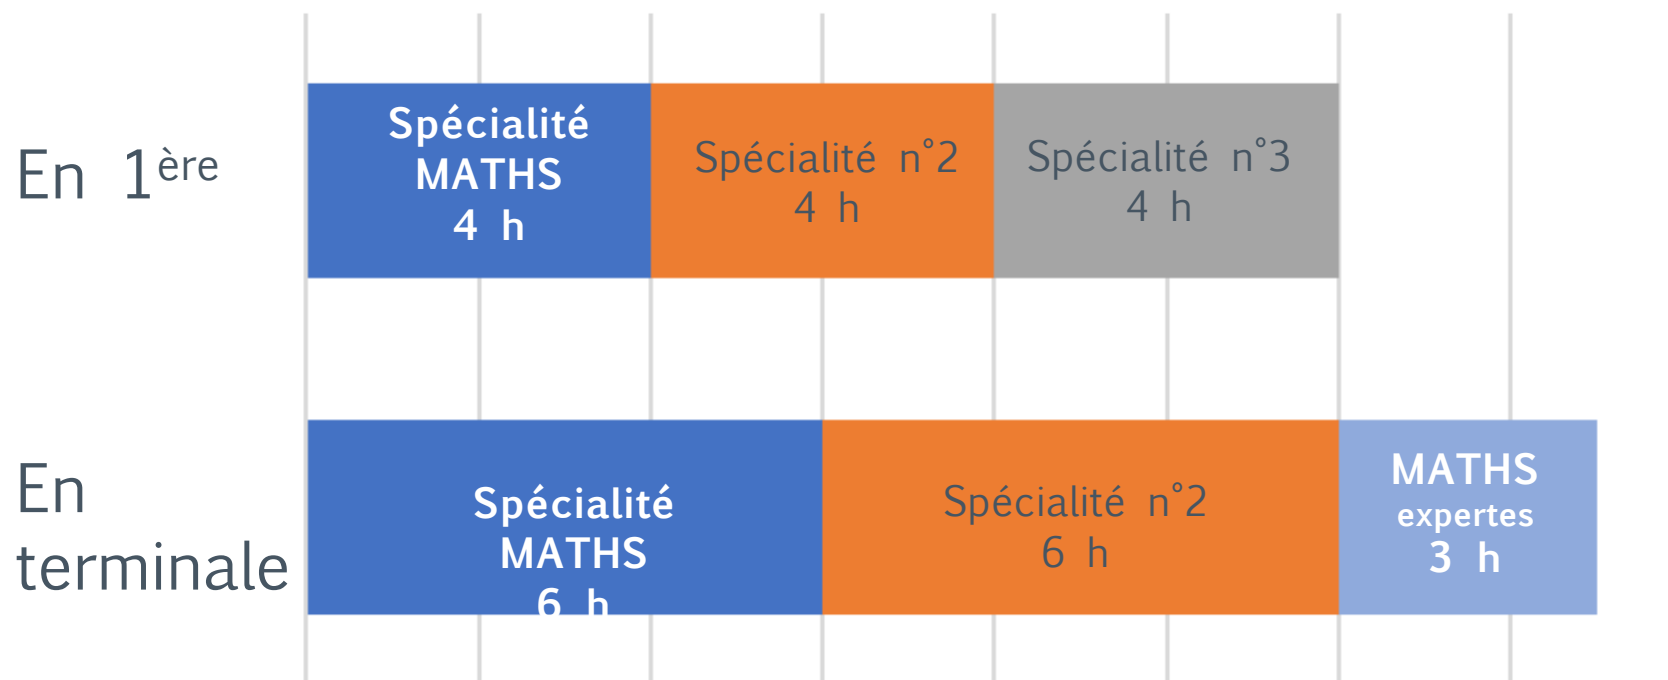 En 1ère
Spécialité
MATHS
4 h
Spécialité n°2
4 h
Spécialité n°3
4 h
En
terminale
Spécialité
MATHS
6 h
Spécialité n°2
6 h
MATHS
expertes
3 h